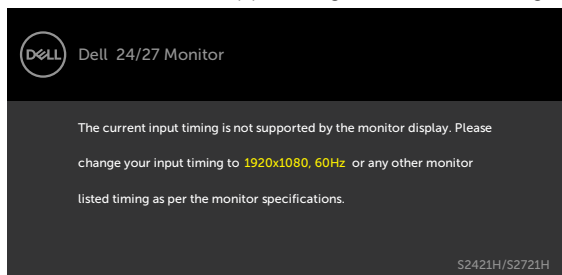 DELL
Dell 24/27 Monitor
The current input timing is not supported by the monitor display. Please
change your input timing to 1920x1080, 60Hz or any other monitor
listed timing as per the monitor specifications.
S2421H/S2721H